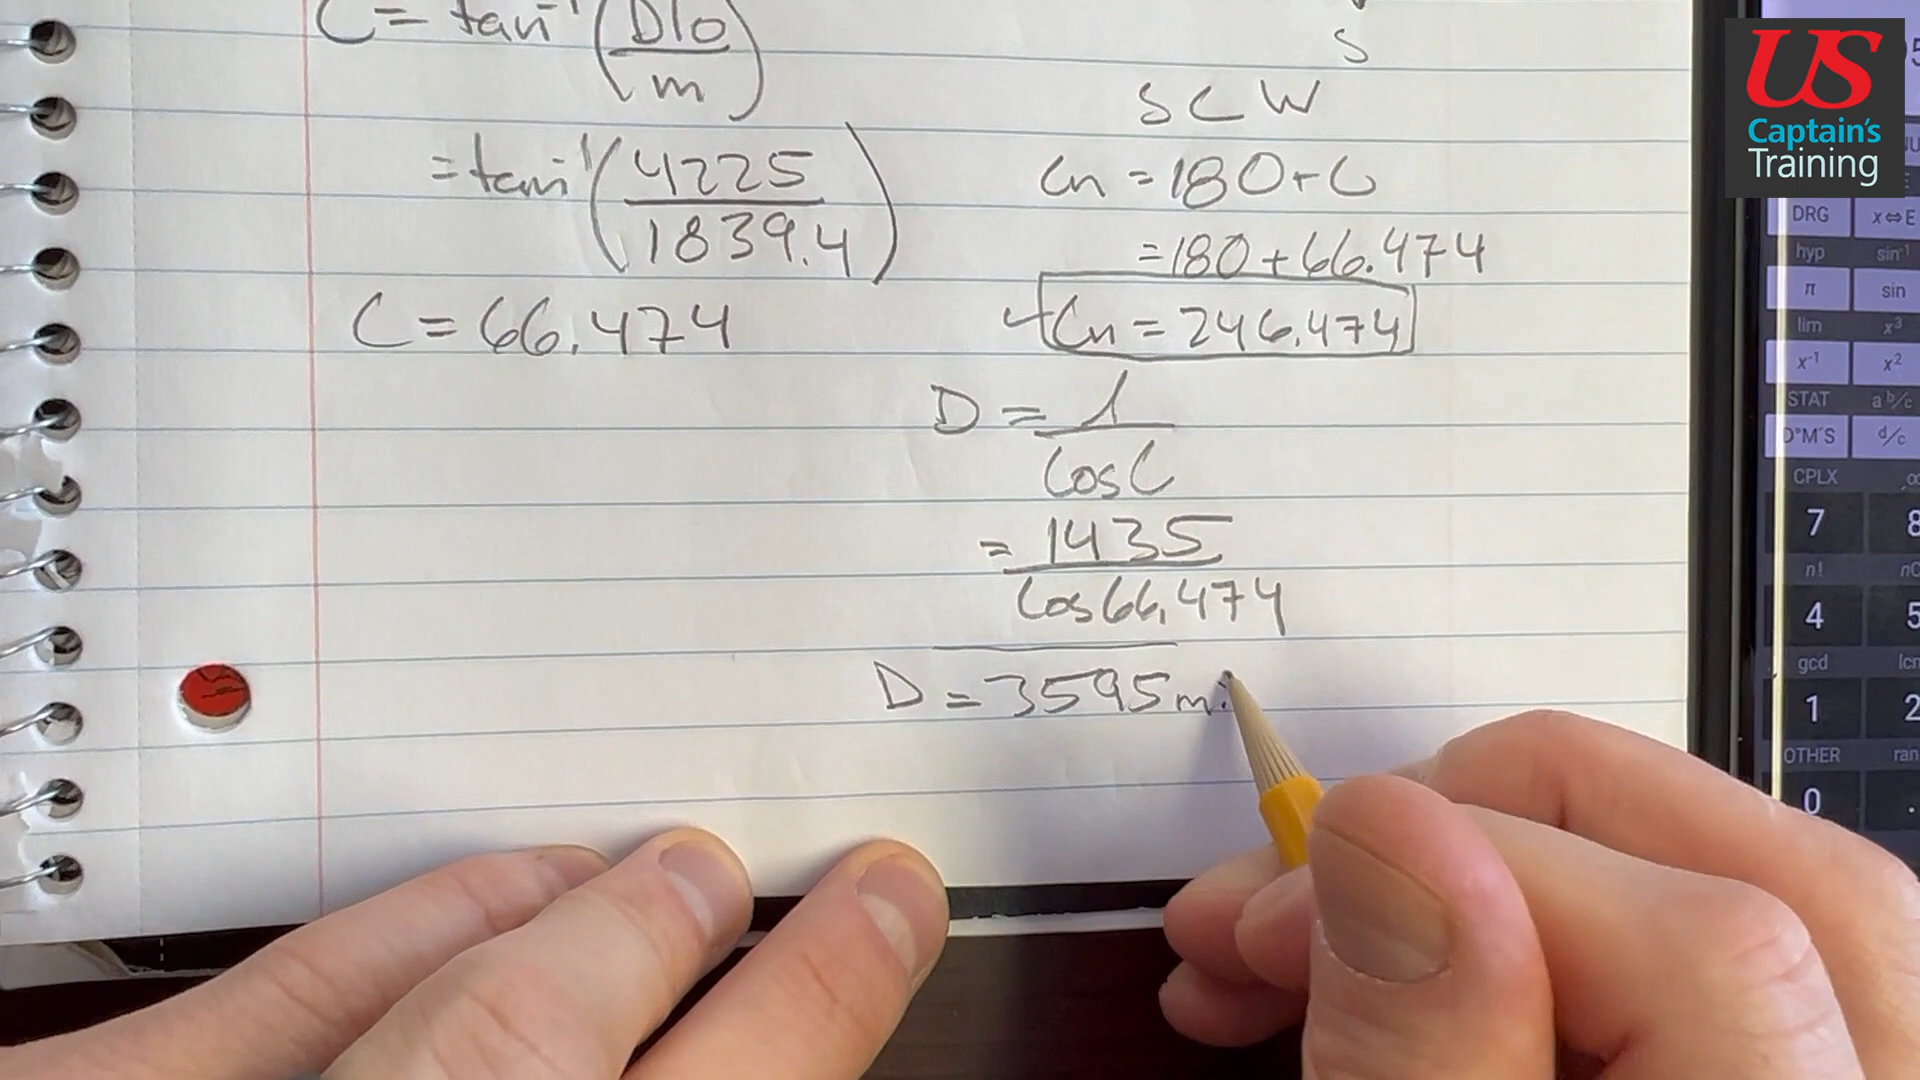 C = tan⁻¹(Dlo/m)
= tan⁻¹(4225/1839.4)
C = 66.474
S
S C W
Cn = 180 + C
= 180 + 66.474
Cn = 246.474
D = l/Cos C
= 1435/Cos 66.474
D = 3595 mi
US
Captain's
Training
DRG x⇔E
hyp sin⁻¹
π sin
lim x³
x⁻¹ x²
STAT a b/c
D°M'S d/c
CPLX
7 8
n!
4 5
gcd
1 2
OTHER ran
0 .